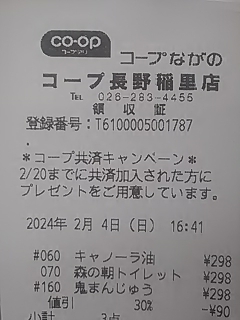 CO·OP
コープながの
コープ長野稲里店
TEL 026-283-4455
領収証
登録番号：T6100005001787
＊コープ共済キャンペーン＊
2/20までに共済加入された方に
プレゼントをご用意しています。
2024年 2月 4日（日） 16:41
#060 キャノーラ油 ¥298
070 森の朝トイレット ¥298
#160 鬼まんじゅう ¥298
値引 30% -¥90
小計 3点